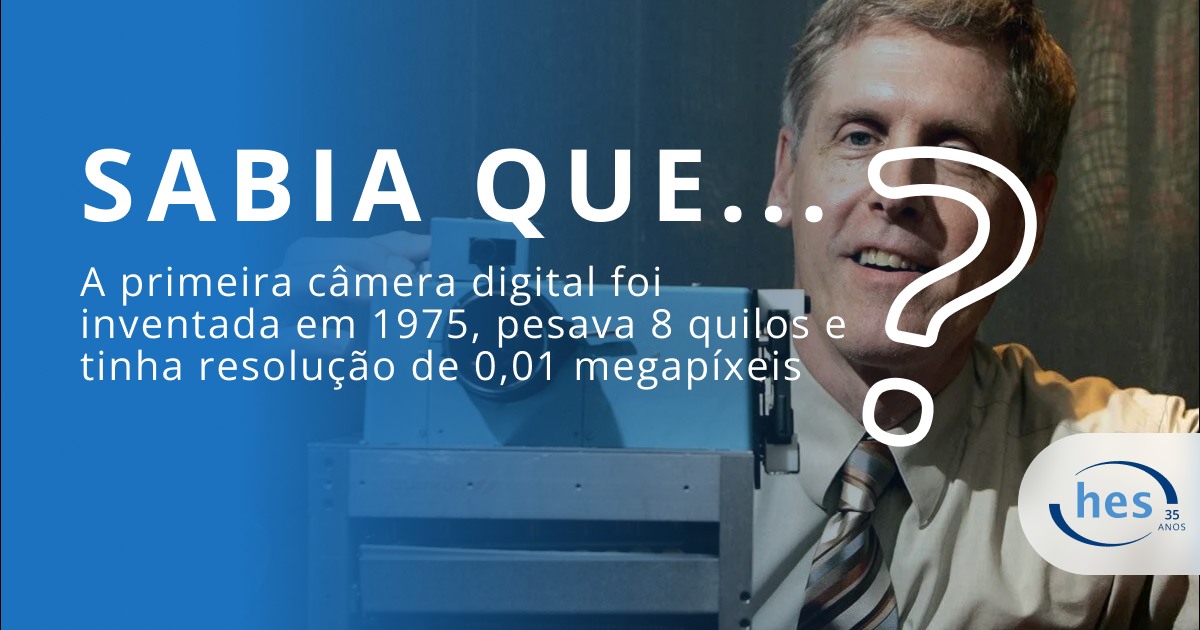 SABIA QUE...
?
A primeira câmera digital foi
inventada em 1975, pesava 8 quilos e
tinha resolução de 0,01 megapíxeis
hes
35
ANOS